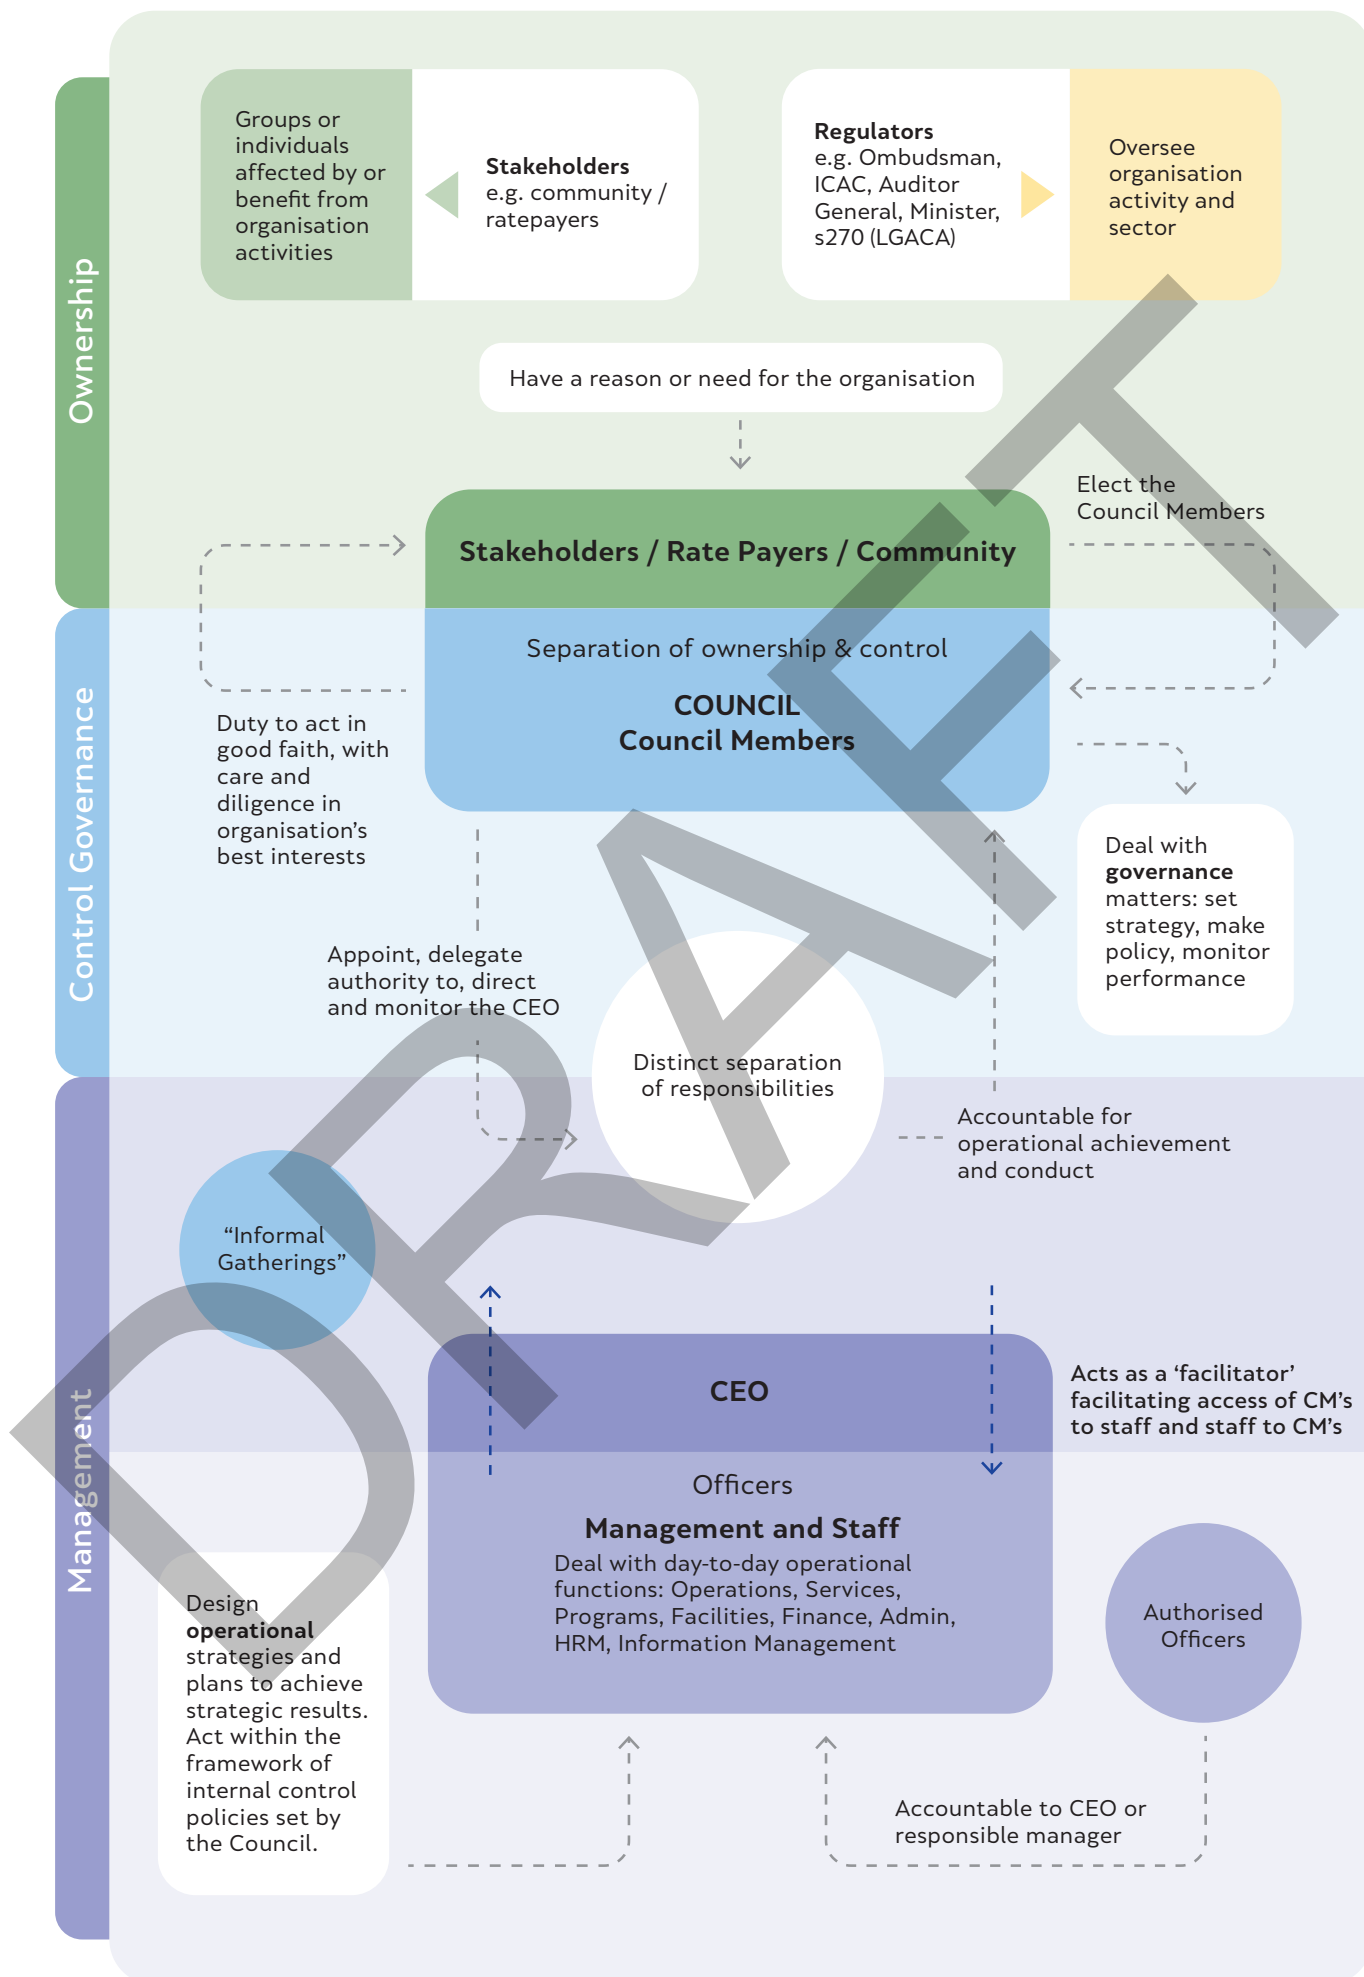 Ownership
Groups or
individuals
affected by or
benefit from
organisation
activities
Stakeholders
e.g. community /
ratepayers
Regulators
e.g. Ombudsman,
ICAC, Auditor
General, Minister,
s270 (LGACA)
Oversee
organisation
activity and
sector
Have a reason or need for the organisation
Elect the
Council Members
Stakeholders / Rate Payers / Community
Control Governance
Separation of ownership & control
COUNCIL
Council Members
Duty to act in
good faith, with
care and
diligence in
organisation’s
best interests
Deal with
governance
matters: set
strategy, make
policy, monitor
performance
Appoint, delegate
authority to, direct
and monitor the CEO
Distinct separation
of responsibilities
Accountable for
operational achievement
and conduct
Management
“Informal
Gatherings”
CEO
Acts as a ‘facilitator’
facilitating access of CM’s
to staff and staff to CM’s
Officers
Management and Staff
Deal with day-to-day operational
functions: Operations, Services,
Programs, Facilities, Finance, Admin,
HRM, Information Management
Authorised
Officers
Design
operational
strategies and
plans to achieve
strategic results.
Act within the
framework of
internal control
policies set by
the Council.
Accountable to CEO or
responsible manager
DRAFT